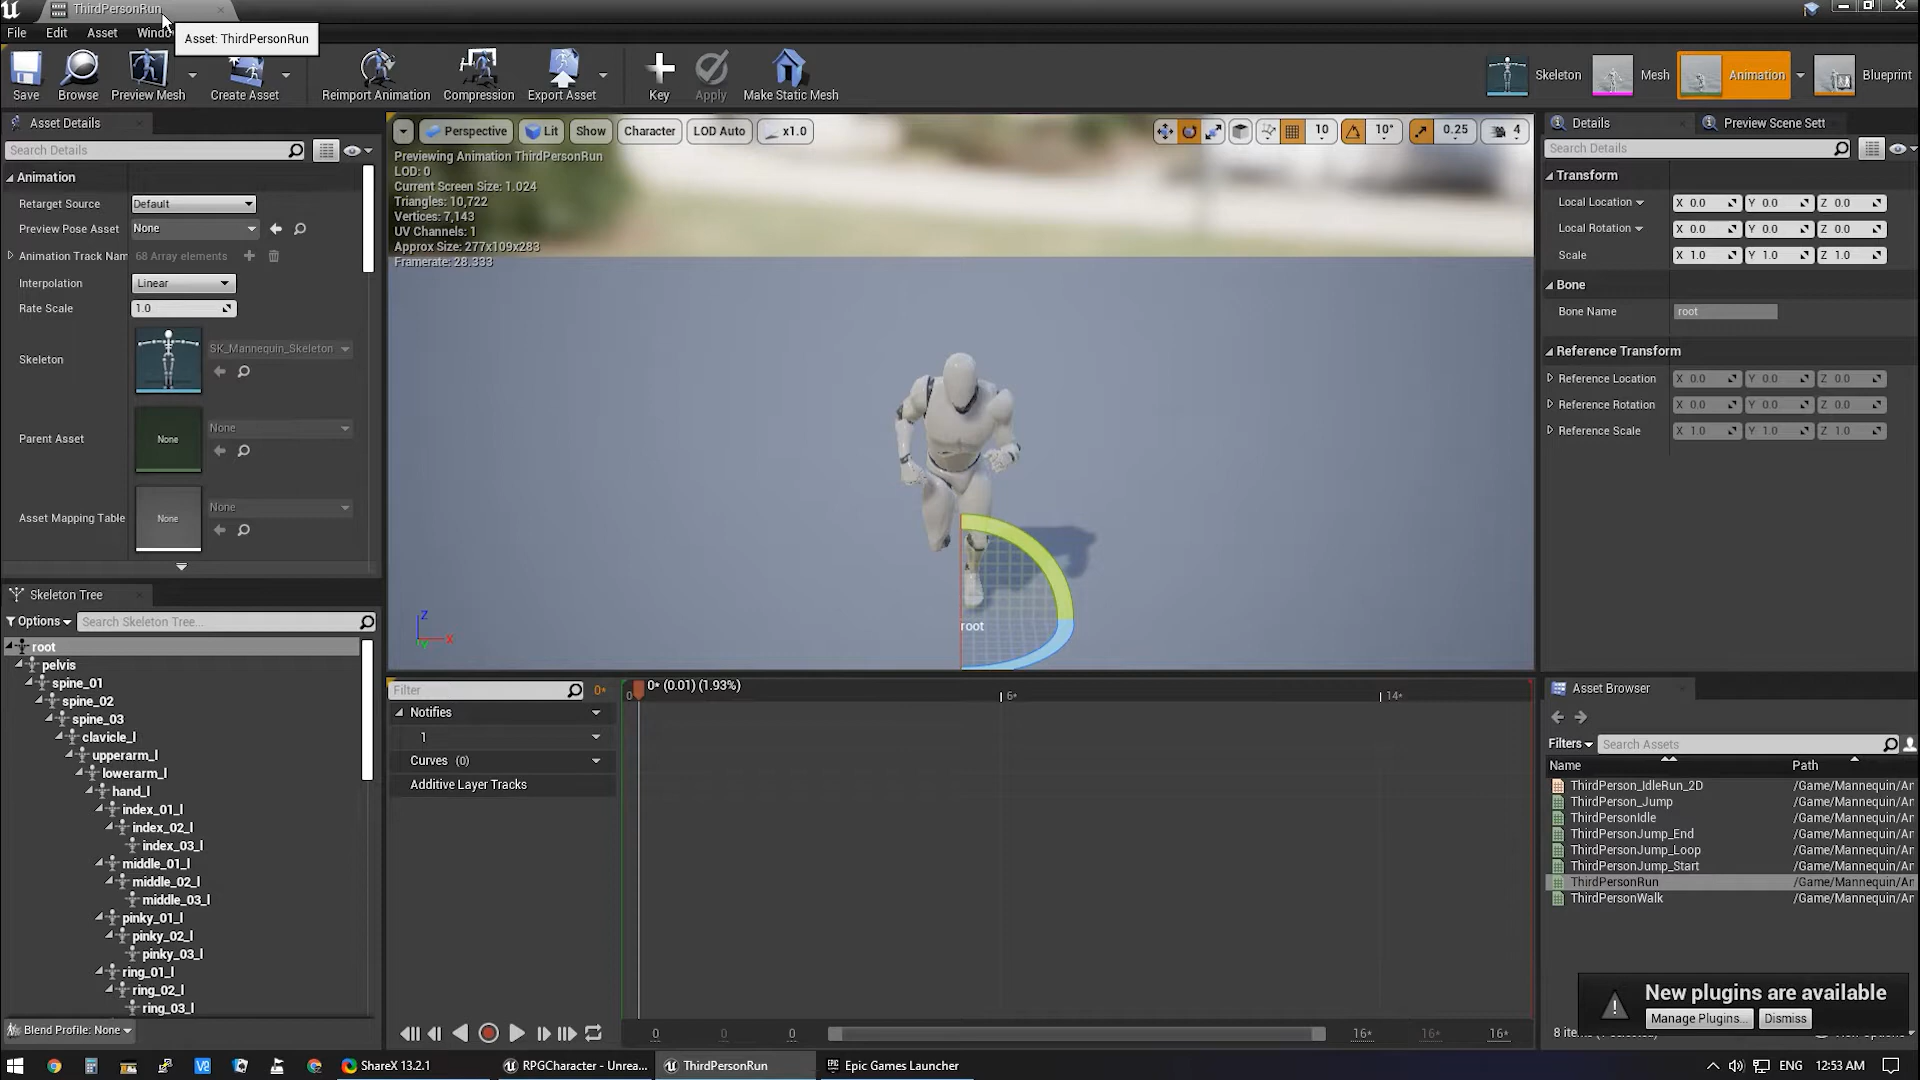 ThirdPersonRun
File Edit Asset Windo
Asset: ThirdPersonRun
Save Browse Preview Mesh Create Asset Reimport Animation Compression Export Asset Key Apply Make Static Mesh
Skeleton Mesh Animation Blueprint
Asset Details
Search Details
Animation
Retarget Source Default
Preview Pose Asset None
Animation Track Nam 68 Array elements
Interpolation Linear
Rate Scale 1.0
Skeleton SK_Mannequin_Skeleton
Parent Asset None None
Asset Mapping Table None None
Skeleton Tree
Options Search Skeleton Tree...
root
pelvis
spine_01
spine_02
spine_03
clavicle_l
upperarm_l
lowerarm_l
hand_l
index_01_l
index_02_l
index_03_l
middle_01_l
middle_02_l
middle_03_l
pinky_01_l
pinky_02_l
pinky_03_l
ring_01_l
ring_02_l
ring_03_l
Blend Profile: None
Perspective Lit Show Character LOD Auto x1.0 10 10° 0.25 4
Previewing Animation ThirdPersonRun
LOD: 0
Current Screen Size: 1.024
Triangles: 10,722
Vertices: 7,143
UV Channels: 1
Approx Size: 277x109x283
Framerate: 28.333
root
Z
X
Y
Filter 0* 0 0* (0.01) (1.93%) 6* 14*
Notifies
1
Curves (0)
Additive Layer Tracks
0 0 0 16* 16* 16*
Details Preview Scene Sett
Search Details
Transform
Local Location X 0.0 Y 0.0 Z 0.0
Local Rotation X 0.0 Y 0.0 Z 0.0
Scale X 1.0 Y 1.0 Z 1.0
Bone
Bone Name root
Reference Transform
Reference Location X 0.0 Y 0.0 Z 0.0
Reference Rotation X 0.0 Y 0.0 Z 0.0
Reference Scale X 1.0 Y 1.0 Z 1.0
Asset Browser
Filters Search Assets
Name Path
ThirdPerson_IdleRun_2D /Game/Mannequin/An
ThirdPerson_Jump /Game/Mannequin/An
ThirdPersonIdle /Game/Mannequin/An
ThirdPersonJump_End /Game/Mannequin/An
ThirdPersonJump_Loop /Game/Mannequin/An
ThirdPersonJump_Start /Game/Mannequin/An
ThirdPersonRun /Game/Mannequin/An
ThirdPersonWalk /Game/Mannequin/An
New plugins are available
Manage Plugins... Dismiss
8 items
ShareX 13.2.1 RPGCharacter - Unrea... ThirdPersonRun Epic Games Launcher ENG 12:53 AM